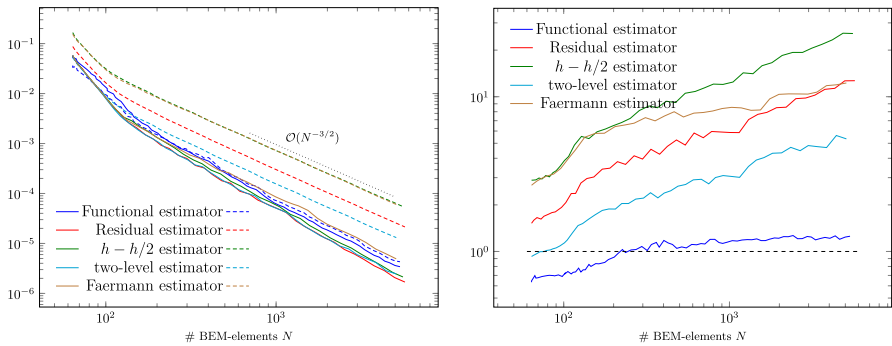 10^{-1}
10^{-2}
10^{-3}
10^{-4}
10^{-5}
10^{-6}
O(N^{-3/2})
Functional estimator
Residual estimator
h − h/2 estimator
two-level estimator
Faermann estimator
10^2
10^3
# BEM-elements N
10^1
10^0
Functional estimator
Residual estimator
h − h/2 estimator
two-level estimator
Faermann estimator
10^2
10^3
# BEM-elements N